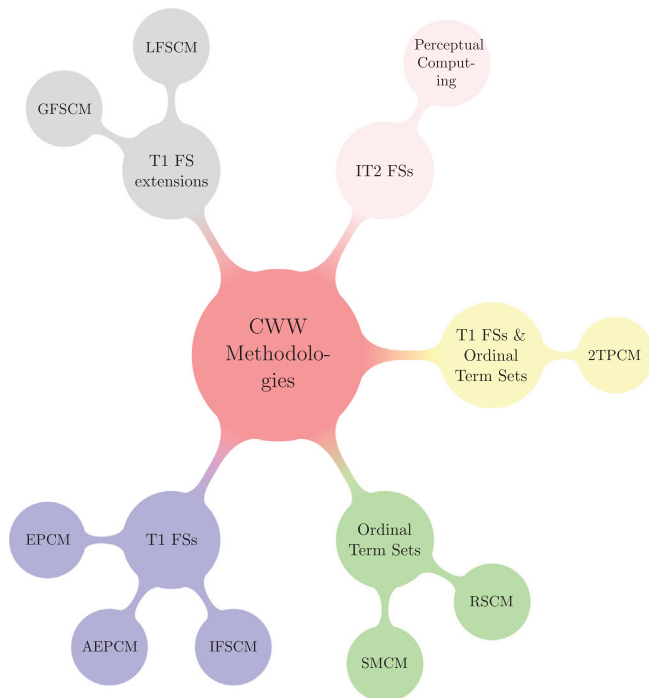 LFSCM
Perceptual
Comput-
ing
GFSCM
T1 FS
extensions
IT2 FSs
CWW
Methodolo-
gies
T1 FSs &
Ordinal
Term Sets
2TPCM
EPCM
T1 FSs
Ordinal
Term Sets
RSCM
AEPCM
IFSCM
SMCM